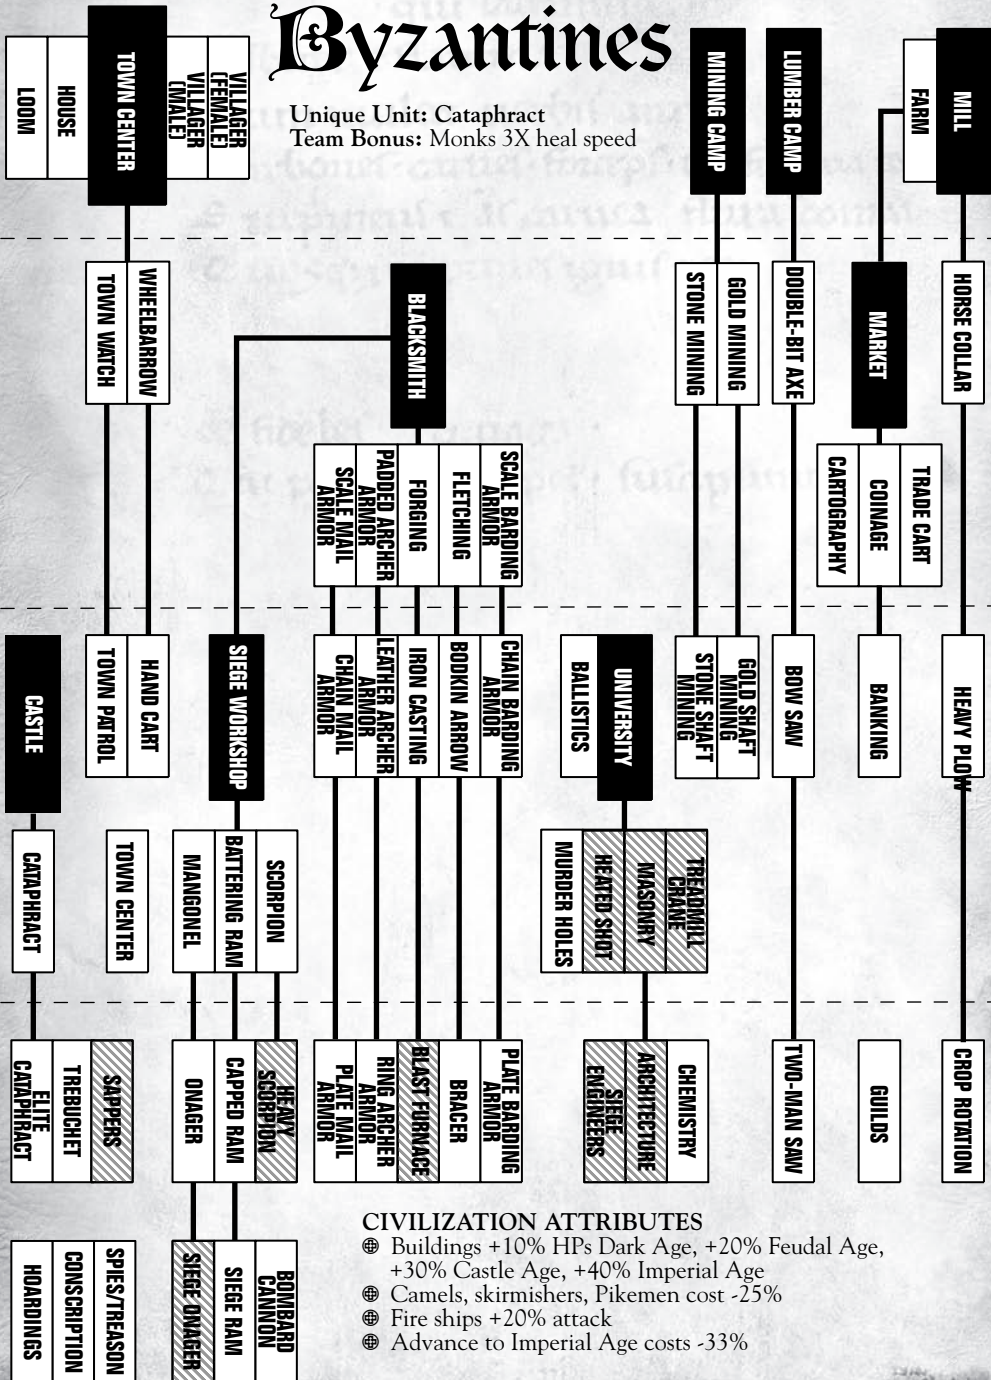 Byzantines
Unique Unit: Cataphract
Team Bonus: Monks 3X heal speed
TOWN CENTER
LOOM
HOUSE
VILLAGER
(MALE)
VILLAGER
(FEMALE)
MINING CAMP
LUMBER CAMP
FARM
MILL
TOWN WATCH
WHEELBARROW
BLACKSMITH
STONE MINING
GOLD MINING
DOUBLE-BIT AXE
MARKET
HORSE COLLAR
SCALE MAIL
ARMOR
PADDED ARCHER
ARMOR
FORGING
FLETCHING
SCALE BARDING
ARMOR
CARTOGRAPHY
COINAGE
TRADE CART
CASTLE
TOWN PATROL
HAND CART
SIEGE WORKSHOP
CHAIN MAIL
ARMOR
LEATHER ARCHER
ARMOR
IRON CASTING
BODKIN ARROW
CHAIN BARDING
ARMOR
BALLISTICS
UNIVERSITY
STONE SHAFT
MINING
GOLD SHAFT
MINING
BOW SAW
BANKING
HEAVY PLOW
CATAPHRACT
TOWN CENTER
MANGONEL
BATTERING RAM
SCORPION
MURDER HOLES
HEATED SHOT
MASONRY
TREADMILL
CRANE
ELITE
CATAPHRACT
TREBUCHET
SAPPERS
ONAGER
CAPPED RAM
HEAVY
SCORPION
PLATE MAIL
ARMOR
RING ARCHER
ARMOR
BLAST FURNACE
BRACER
PLATE BARDING
ARMOR
SIEGE
ENGINEERS
ARCHITECTURE
CHEMISTRY
TWO-MAN SAW
GUILDS
CROP ROTATION
HOARDINGS
CONSCRIPTION
SPIES/TREASON
SIEGE ONAGER
SIEGE RAM
BOMBARD
CANNON
CIVILIZATION ATTRIBUTES
Buildings +10% HPs Dark Age, +20% Feudal Age,
+30% Castle Age, +40% Imperial Age
Camels, skirmishers, Pikemen cost -25%
Fire ships +20% attack
Advance to Imperial Age costs -33%